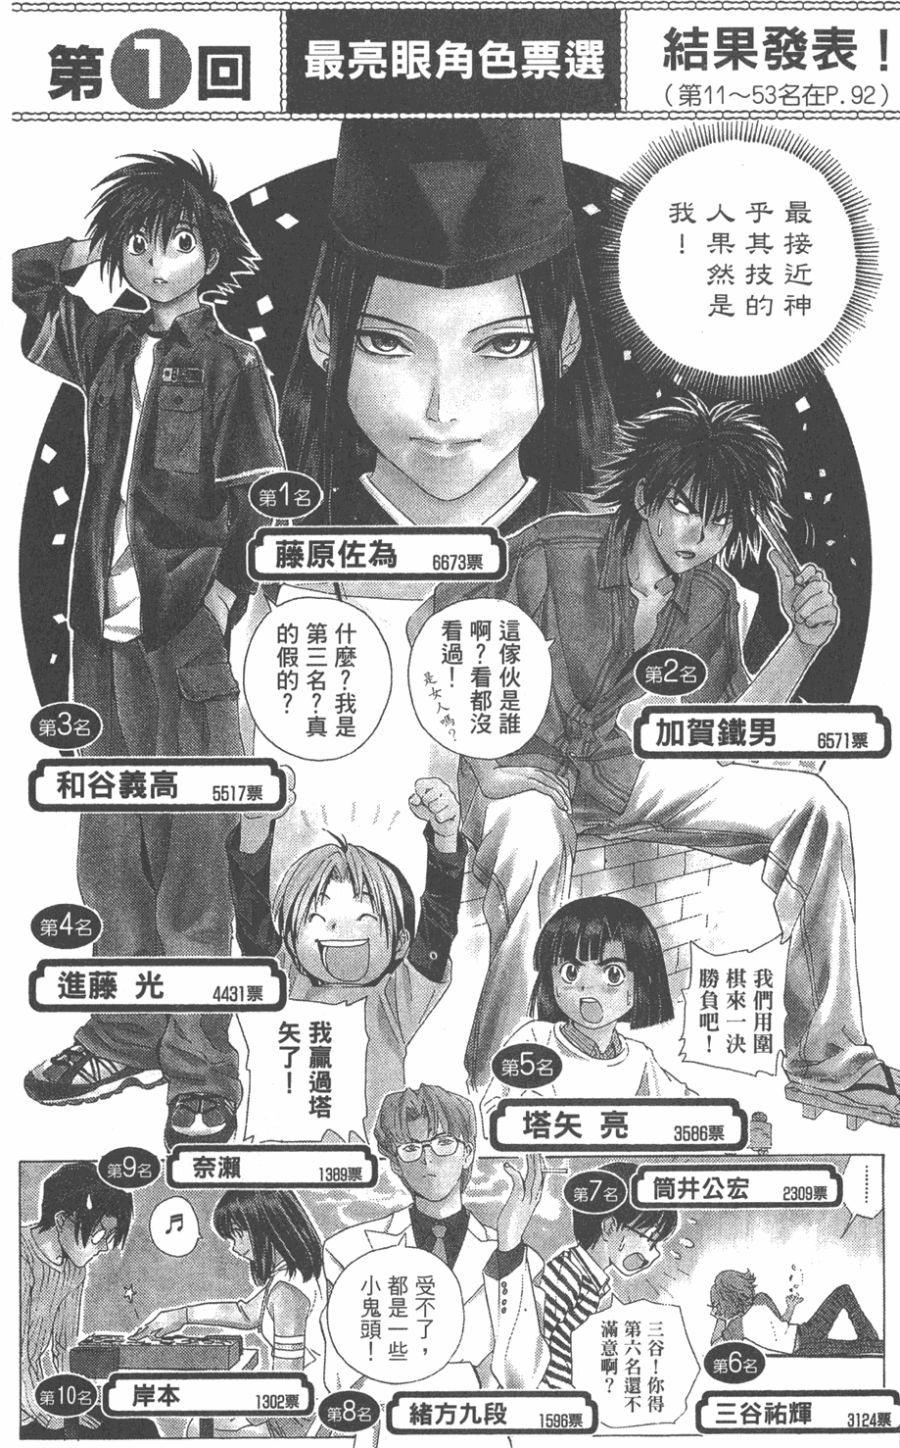 第1回
最亮眼角色票選
結果發表!
(第11~53名在P.92)
最接近神
乎其技的
人果然是
我!
第1名
藤原佐為 6673票
這傢伙是誰
啊?看都沒
看過!
是女人嗎?
什麼?我是
第三名?真
的假的?
第2名
加賀鐵男 6571票
第3名
和谷義高 5517票
第4名
進藤 光 4431票
我贏過塔
矢了!
我們用圍
棋來一決
勝負吧!
第5名
塔矢 亮 3586票
第9名
奈瀨 1389票
第7名
筒井公宏 2309票
………
受不了,
都是一些
小鬼頭!
三谷!你得
第六名還不
滿意啊?
第6名
三谷祐輝 3124票
第10名
岸本 1302票
第8名
緒方九段 1596票